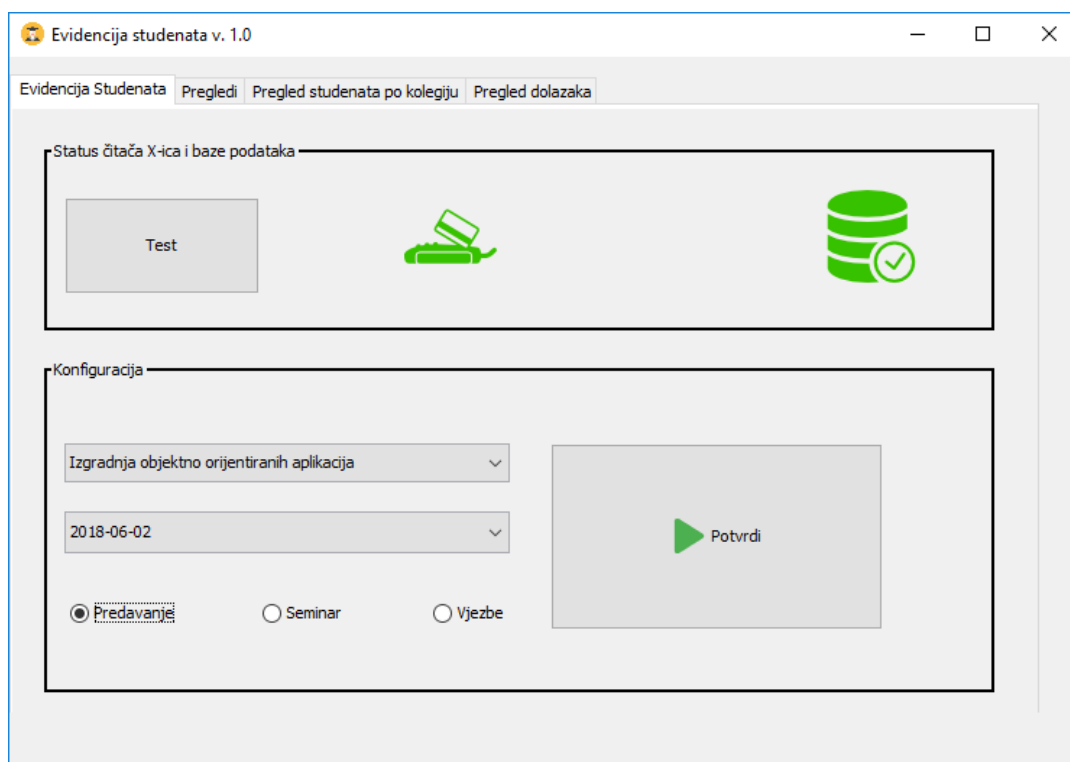 Evidencija studenata v. 1.0
Evidencija Studenata Pregledi Pregled studenata po kolegiju Pregled dolazaka
Status čitača X-ica i baze podataka
Test
Konfiguracija
Izgradnja objektno orijentiranih aplikacija
2018-06-02
Potvrdi
Predavanje Seminar Vjezbe